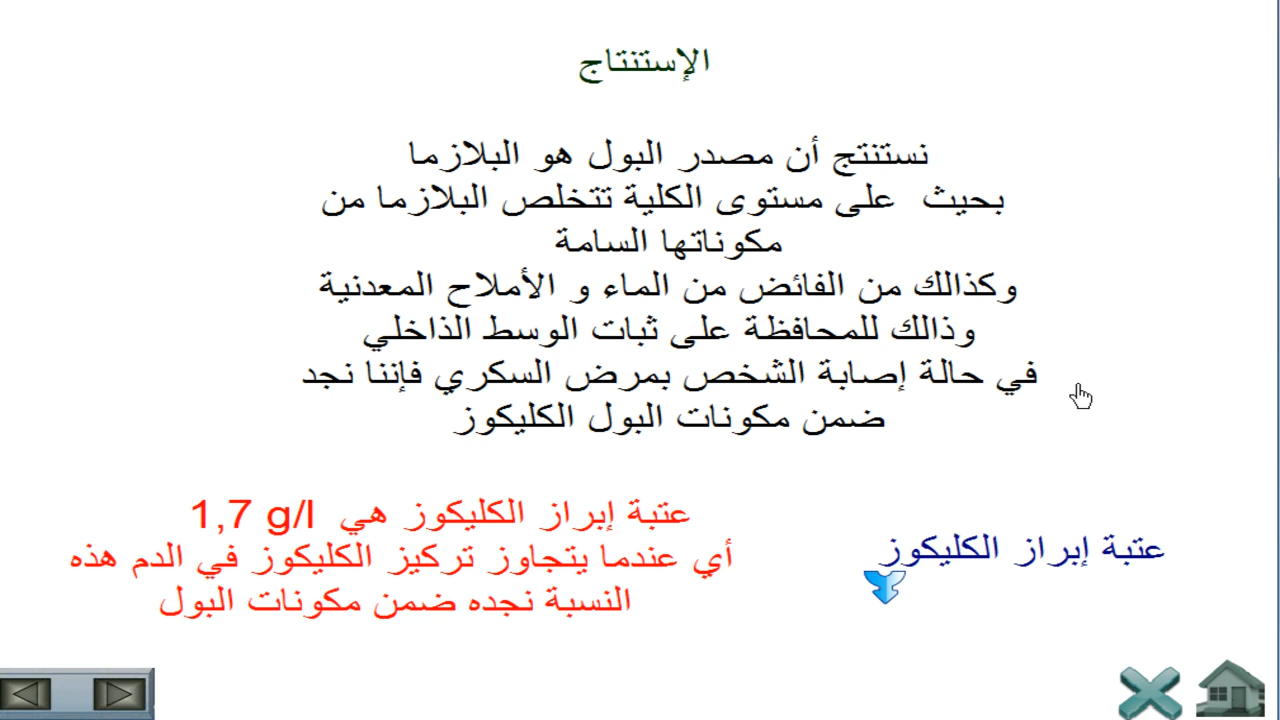 الإستنتاج
نستنتج أن مصدر البول هو البلازما
بحيث على مستوى الكلية تتخلص البلازما من
مكوناتها السامة
وكذالك من الفائض من الماء و الأملاح المعدنية
وذالك للمحافظة على ثبات الوسط الذاخلي
في حالة إصابة الشخص بمرض السكري فإننا نجد
ضمن مكونات البول الكليكوز
عتبة إبراز الكليكوز
عتبة إبراز الكليكوز هي 1,7 g/l
أي عندما يتجاوز تركيز الكليكوز في الدم هذه
النسبة نجده ضمن مكونات البول